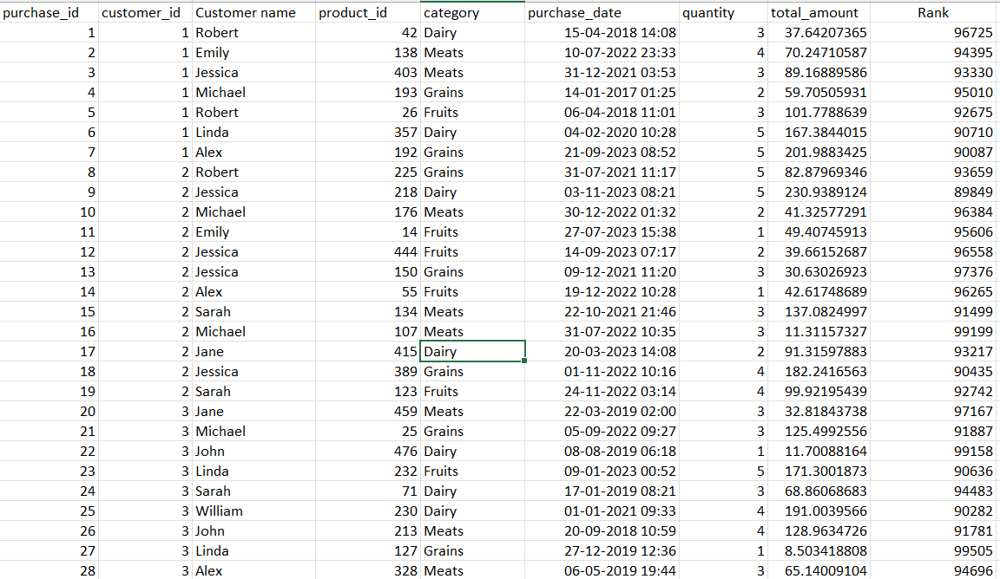 purchase_id customer_id Customer name product_id category purchase_date quantity total_amount Rank
1 1 Robert 42 Dairy 15-04-2018 14:08 3 37.64207365 96725
2 1 Emily 138 Meats 10-07-2022 23:33 4 70.24710587 94395
3 1 Jessica 403 Meats 31-12-2021 03:53 3 89.16889586 93330
4 1 Michael 193 Grains 14-01-2017 01:25 2 59.70505931 95010
5 1 Robert 26 Fruits 06-04-2018 11:01 3 101.7788639 92675
6 1 Linda 357 Dairy 04-02-2020 10:28 5 167.3844015 90710
7 1 Alex 192 Grains 21-09-2023 08:52 5 201.9883425 90087
8 2 Robert 225 Grains 31-07-2021 11:17 5 82.87969346 93659
9 2 Jessica 218 Dairy 03-11-2023 08:21 5 230.9389124 89849
10 2 Michael 176 Meats 30-12-2022 01:32 2 41.32577291 96384
11 2 Emily 14 Fruits 27-07-2023 15:38 1 49.40745913 95606
12 2 Jessica 444 Fruits 14-09-2023 07:17 2 39.66152687 96558
13 2 Jessica 150 Grains 09-12-2021 11:20 3 30.63026923 97376
14 2 Alex 55 Fruits 19-12-2022 10:28 1 42.61748689 96265
15 2 Sarah 134 Meats 22-10-2021 21:46 3 137.0824997 91499
16 2 Michael 107 Meats 31-07-2022 10:35 3 11.31157327 99199
17 2 Jane 415 Dairy 20-03-2023 14:08 2 91.31597883 93217
18 2 Jessica 389 Grains 01-11-2022 10:16 4 182.2416563 90435
19 2 Sarah 123 Fruits 24-11-2022 03:14 4 99.92195439 92742
20 3 Jane 459 Meats 22-03-2019 02:00 3 32.81843738 97167
21 3 Michael 25 Grains 05-09-2022 09:27 3 125.4992556 91887
22 3 John 476 Dairy 08-08-2019 06:18 1 11.70088164 99158
23 3 Linda 232 Fruits 09-01-2023 00:52 5 171.3001873 90636
24 3 Sarah 71 Dairy 17-01-2019 08:21 3 68.86068683 94483
25 3 William 230 Dairy 01-01-2021 09:33 4 191.0039566 90282
26 3 John 213 Meats 20-09-2018 10:59 4 128.9634726 91781
27 3 Linda 127 Grains 27-12-2019 12:36 1 8.503418808 99505
28 3 Alex 328 Meats 06-05-2019 19:44 3 65.14009104 94696